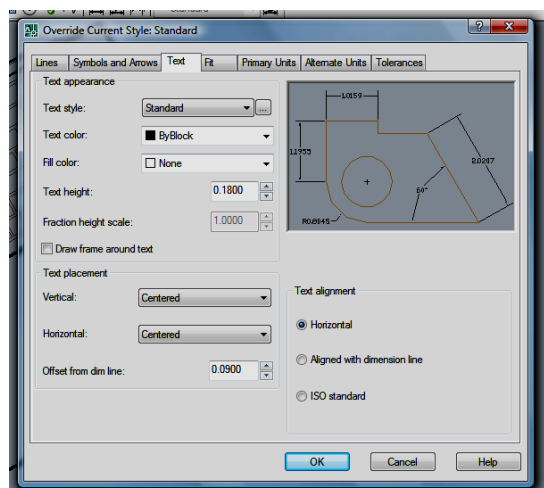 Standard
Override Current Style: Standard
Lines Symbols and Arrows Text Fit Primary Units Alternate Units Tolerances
Text appearance
Text style: Standard ...
Text color: ByBlock
Fill color: None
Text height: 0.1800
Fraction height scale: 1.0000
Draw frame around text
1.0159
1.1955
2.0207
60°
R0.8045
Text placement
Vertical: Centered
Horizontal: Centered
Offset from dim line: 0.0900
Text alignment
Horizontal
Aligned with dimension line
ISO standard
OK Cancel Help